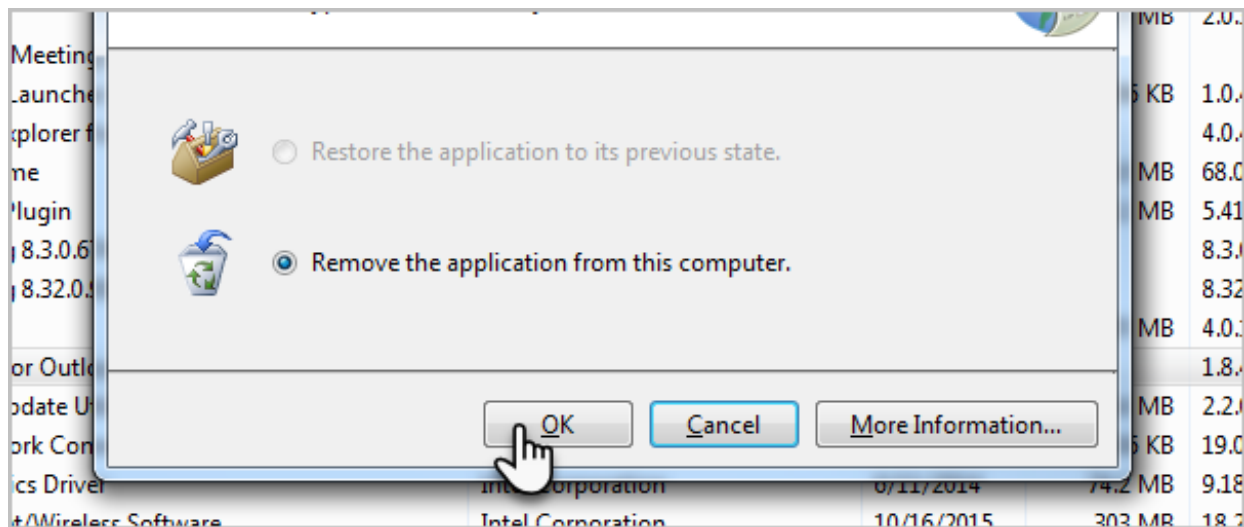 MB 2.0.
Meeting
Launche KB 1.0.
xplorer f 4.0.
me MB 68.0
Plugin MB 5.41
Restore the application to its previous state.
8.3.0.67 8.3.
8.32.0. 8.32
Remove the application from this computer.
MB 4.0.
or Outlo 1.8.
pdate U MB 2.2.
ork Con KB 19.0
OK Cancel More Information...
ics Driver Intel Corporation 6/11/2014 74.2 MB 9.18
t/Wireless Software Intel Corporation 10/16/2015 303 MB 18.2